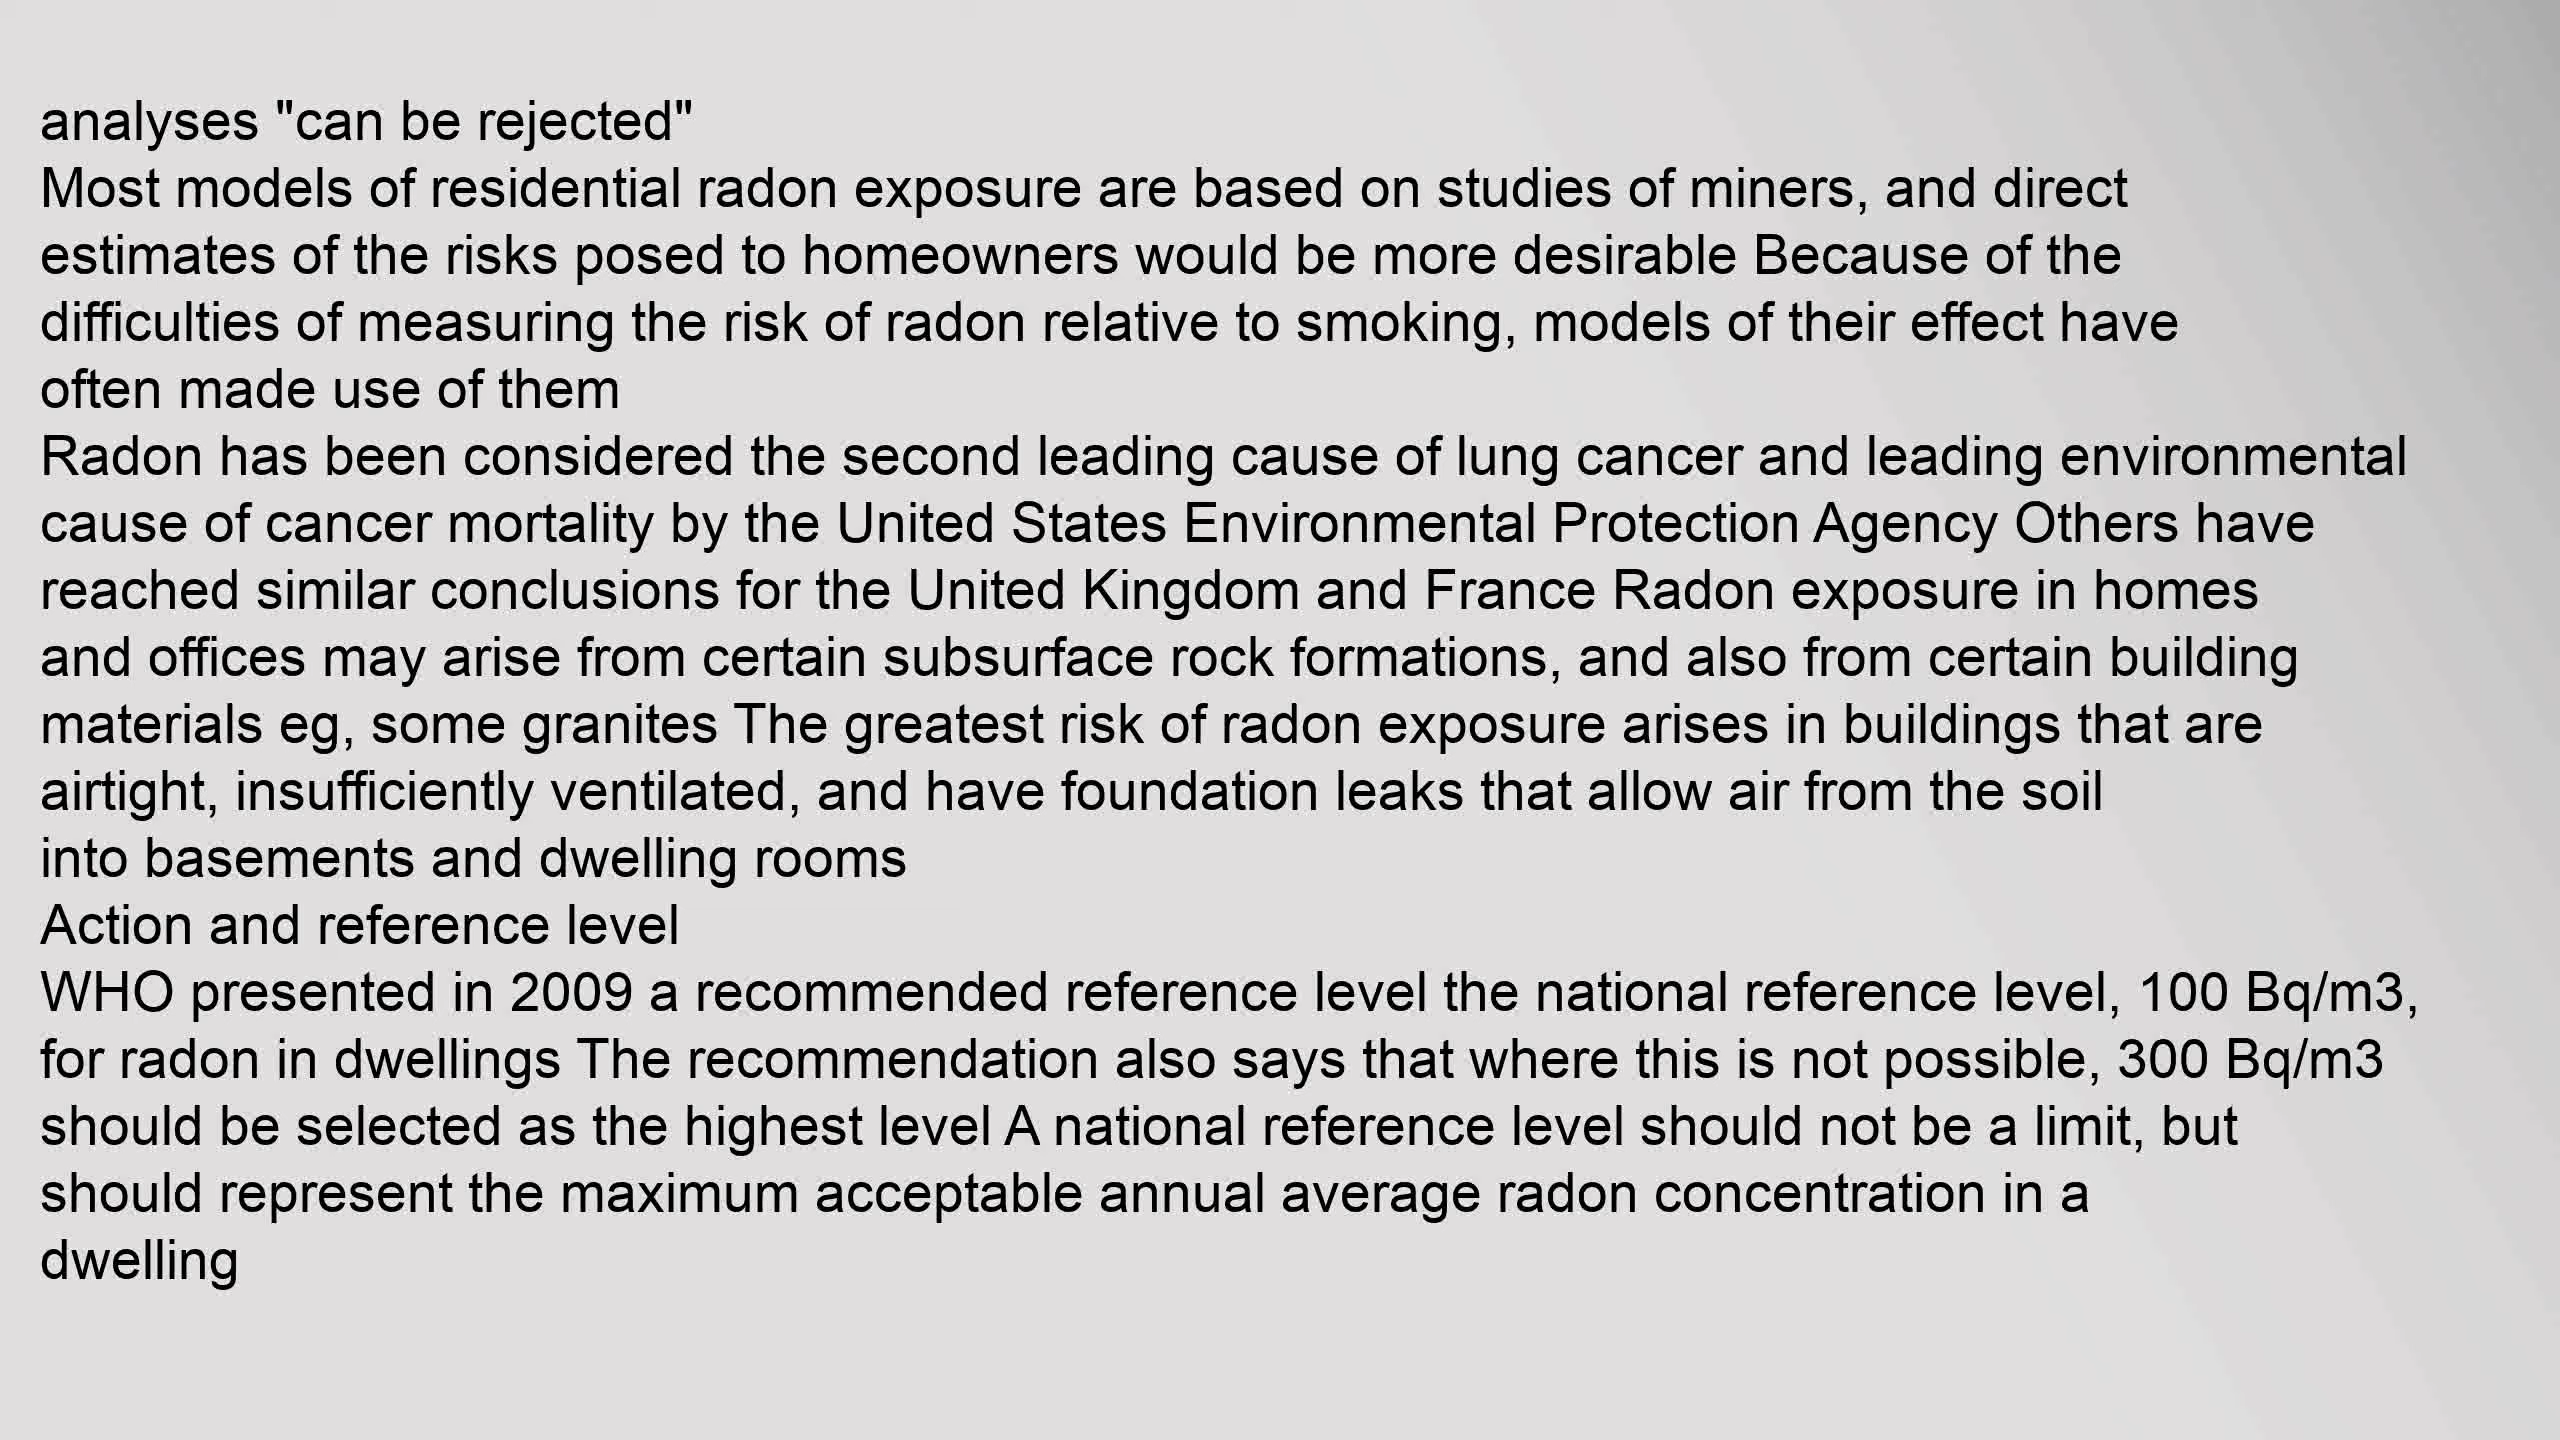 analyses "can be rejected"
Most models of residential radon exposure are based on studies of miners, and direct
estimates of the risks posed to homeowners would be more desirable Because of the
difficulties of measuring the risk of radon relative to smoking, models of their effect have
often made use of them
Radon has been considered the second leading cause of lung cancer and leading environmental
cause of cancer mortality by the United States Environmental Protection Agency Others have
reached similar conclusions for the United Kingdom and France Radon exposure in homes
and offices may arise from certain subsurface rock formations, and also from certain building
materials eg, some granites The greatest risk of radon exposure arises in buildings that are
airtight, insufficiently ventilated, and have foundation leaks that allow air from the soil
into basements and dwelling rooms
Action and reference level
WHO presented in 2009 a recommended reference level the national reference level, 100 Bq/m3,
for radon in dwellings The recommendation also says that where this is not possible, 300 Bq/m3
should be selected as the highest level A national reference level should not be a limit, but
should represent the maximum acceptable annual average radon concentration in a
dwelling